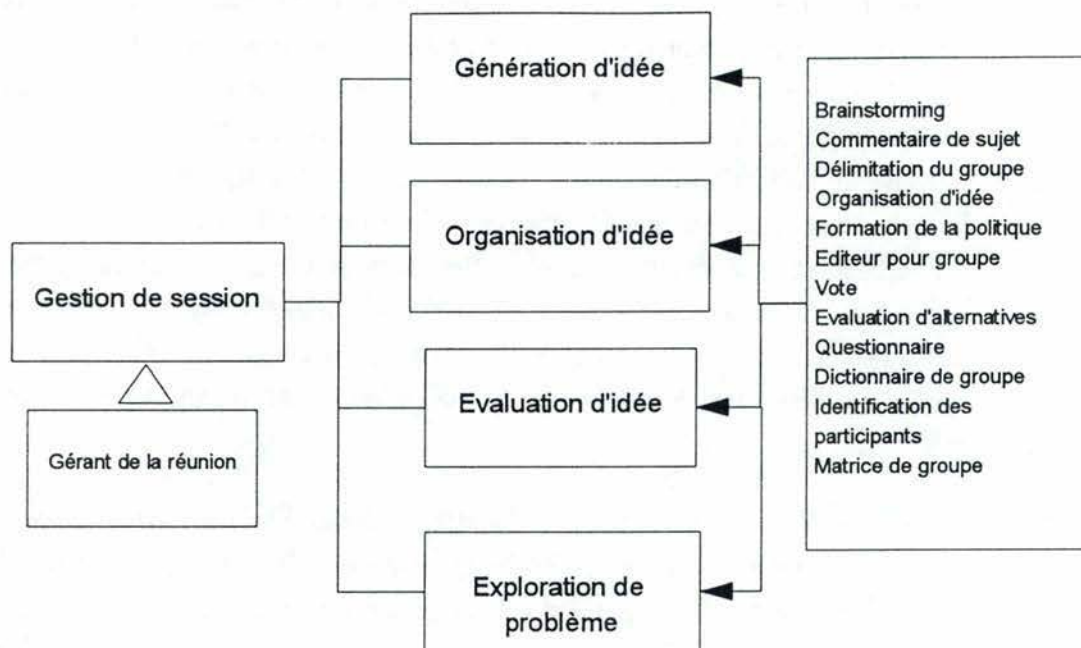 Génération d'idée
Organisation d'idée
Gestion de session
Evaluation d'idée
Gérant de la réunion
Exploration de
problème
Brainstorming
Commentaire de sujet
Délimitation du groupe
Organisation d'idée
Formation de la politique
Editeur pour groupe
Vote
Evaluation d'alternatives
Questionnaire
Dictionnaire de groupe
Identification des
participants
Matrice de groupe